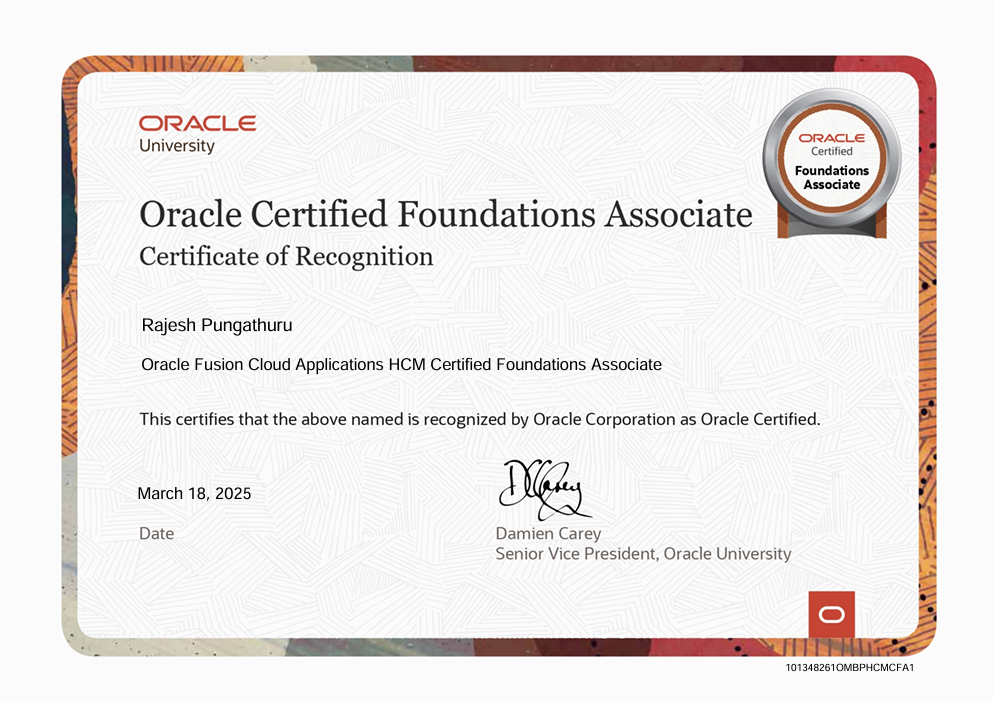 ORACLE
University
ORACLE
Certified
Foundations
Associate
Oracle Certified Foundations Associate
Certificate of Recognition
Rajesh Pungathuru
Oracle Fusion Cloud Applications HCM Certified Foundations Associate
This certifies that the above named is recognized by Oracle Corporation as Oracle Certified.
March 18, 2025
Date
DCarey
Damien Carey
Senior Vice President, Oracle University
101348261OMBPHCMCFA1